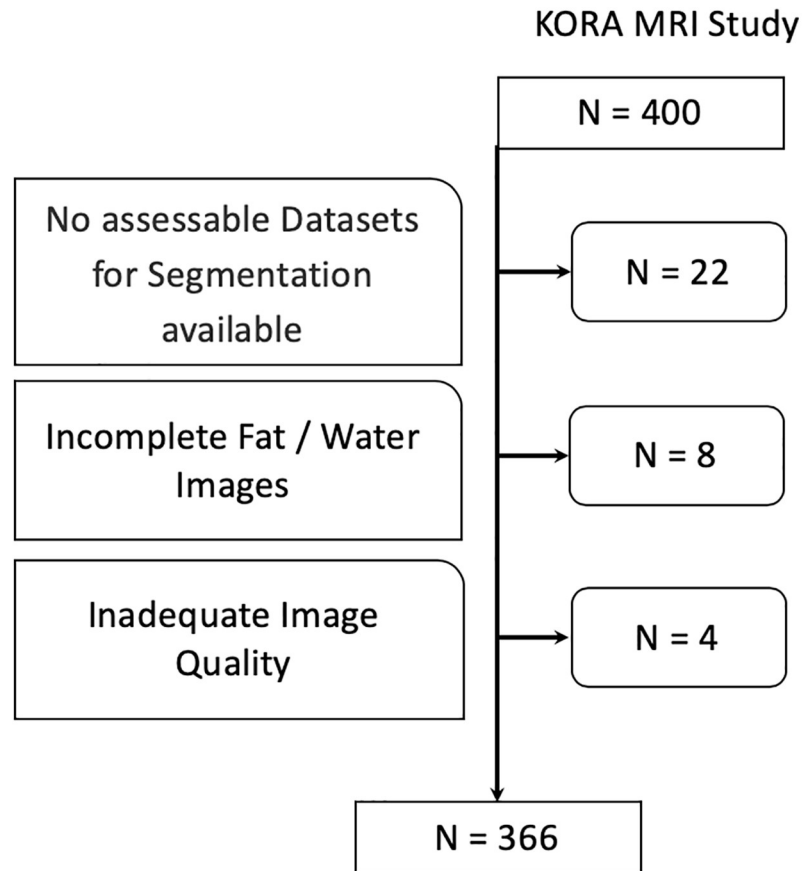 KORA MRI Study
N = 400
No assessable Datasets
for Segmentation
available
N = 22
Incomplete Fat / Water
Images
N = 8
Inadequate Image
Quality
N = 4
N = 366